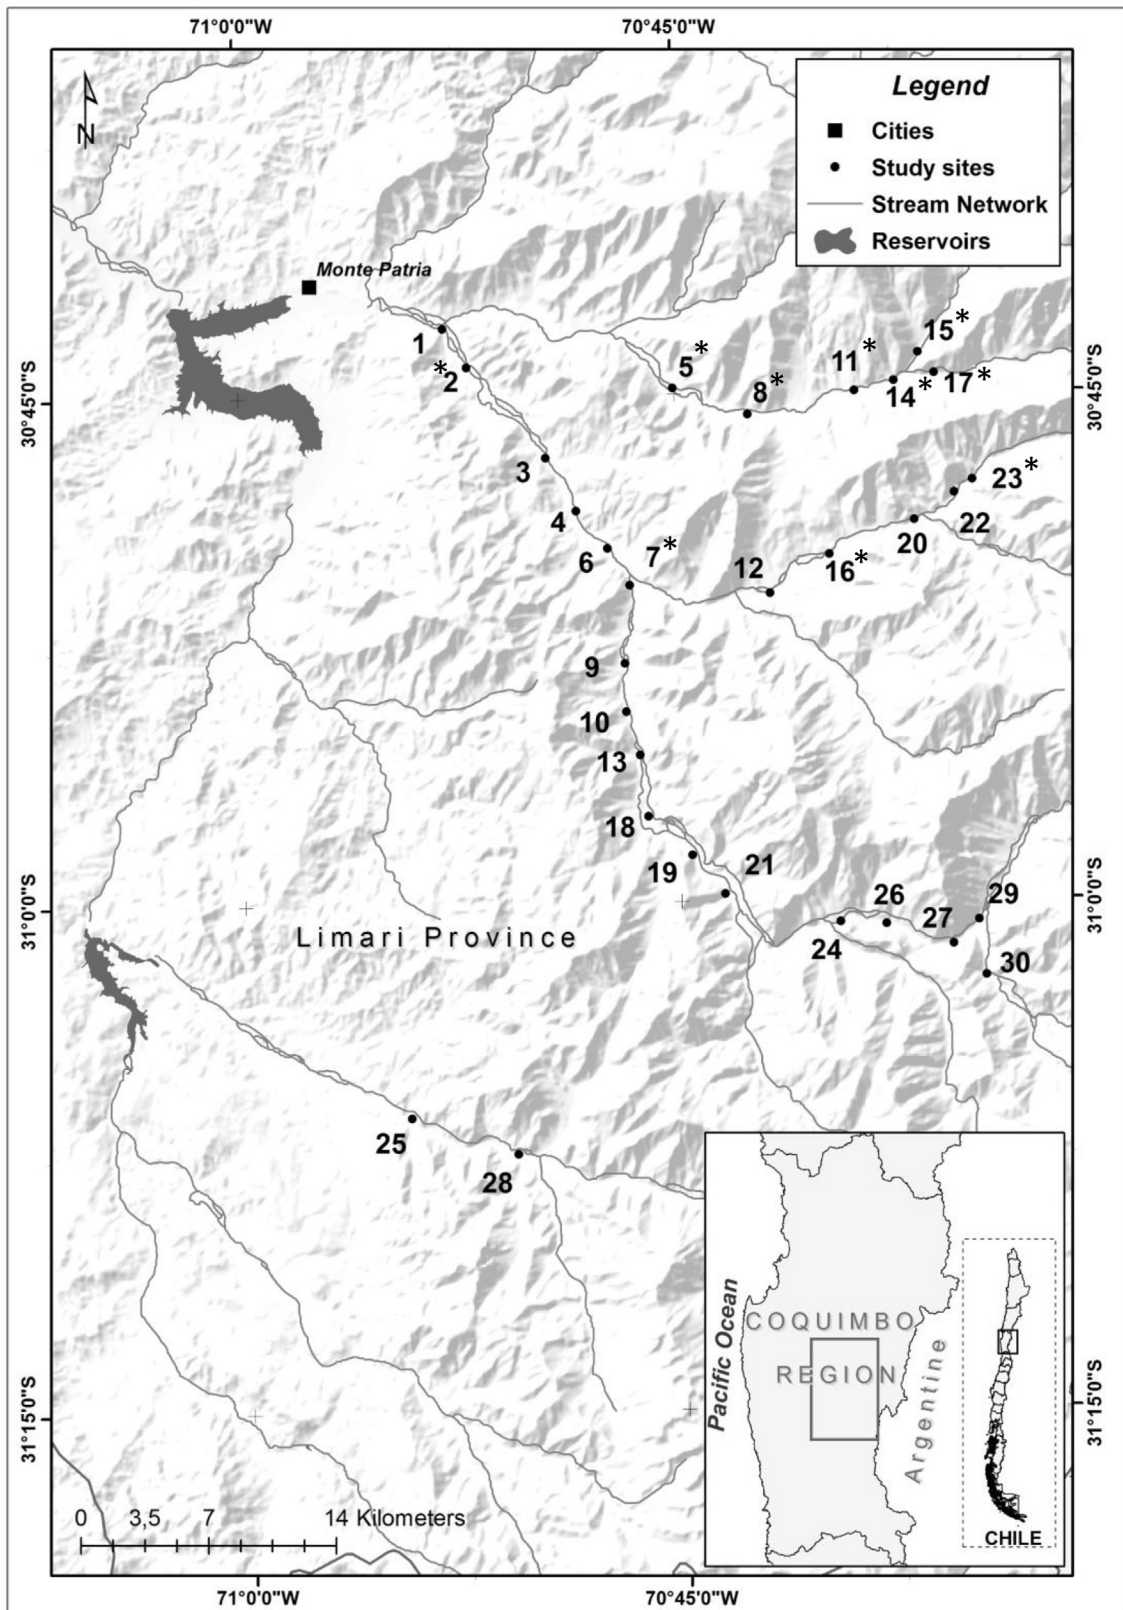 71°0'0"W
70°45'0"W
Legend
Cities
Study sites
Stream Network
Reservoirs
N
Monte Patria
1
* 2
15*
5*
11*
8*
14*
17*
30°45'0"S
30°45'0"S
3
23*
4
22
20
6
7*
12
16*
9
10
13
18
19
21
26
29
27
24
30
31°0'0"S
31°0'0"S
Limari Province
25
28
COQUIMBO
REGION
Pacific Ocean
Argentine
CHILE
31°15'0"S
31°15'0"S
0 3,5 7 14 Kilometers
71°0'0"W
70°45'0"W